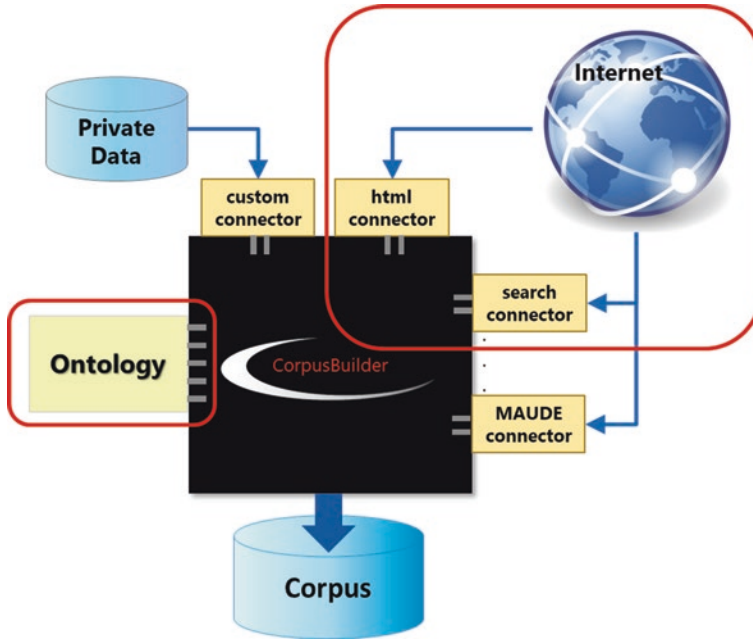 Internet
Private
Data
custom
connector
html
connector
search
connector
Ontology
CorpusBuilder
MAUDE
connector
Corpus